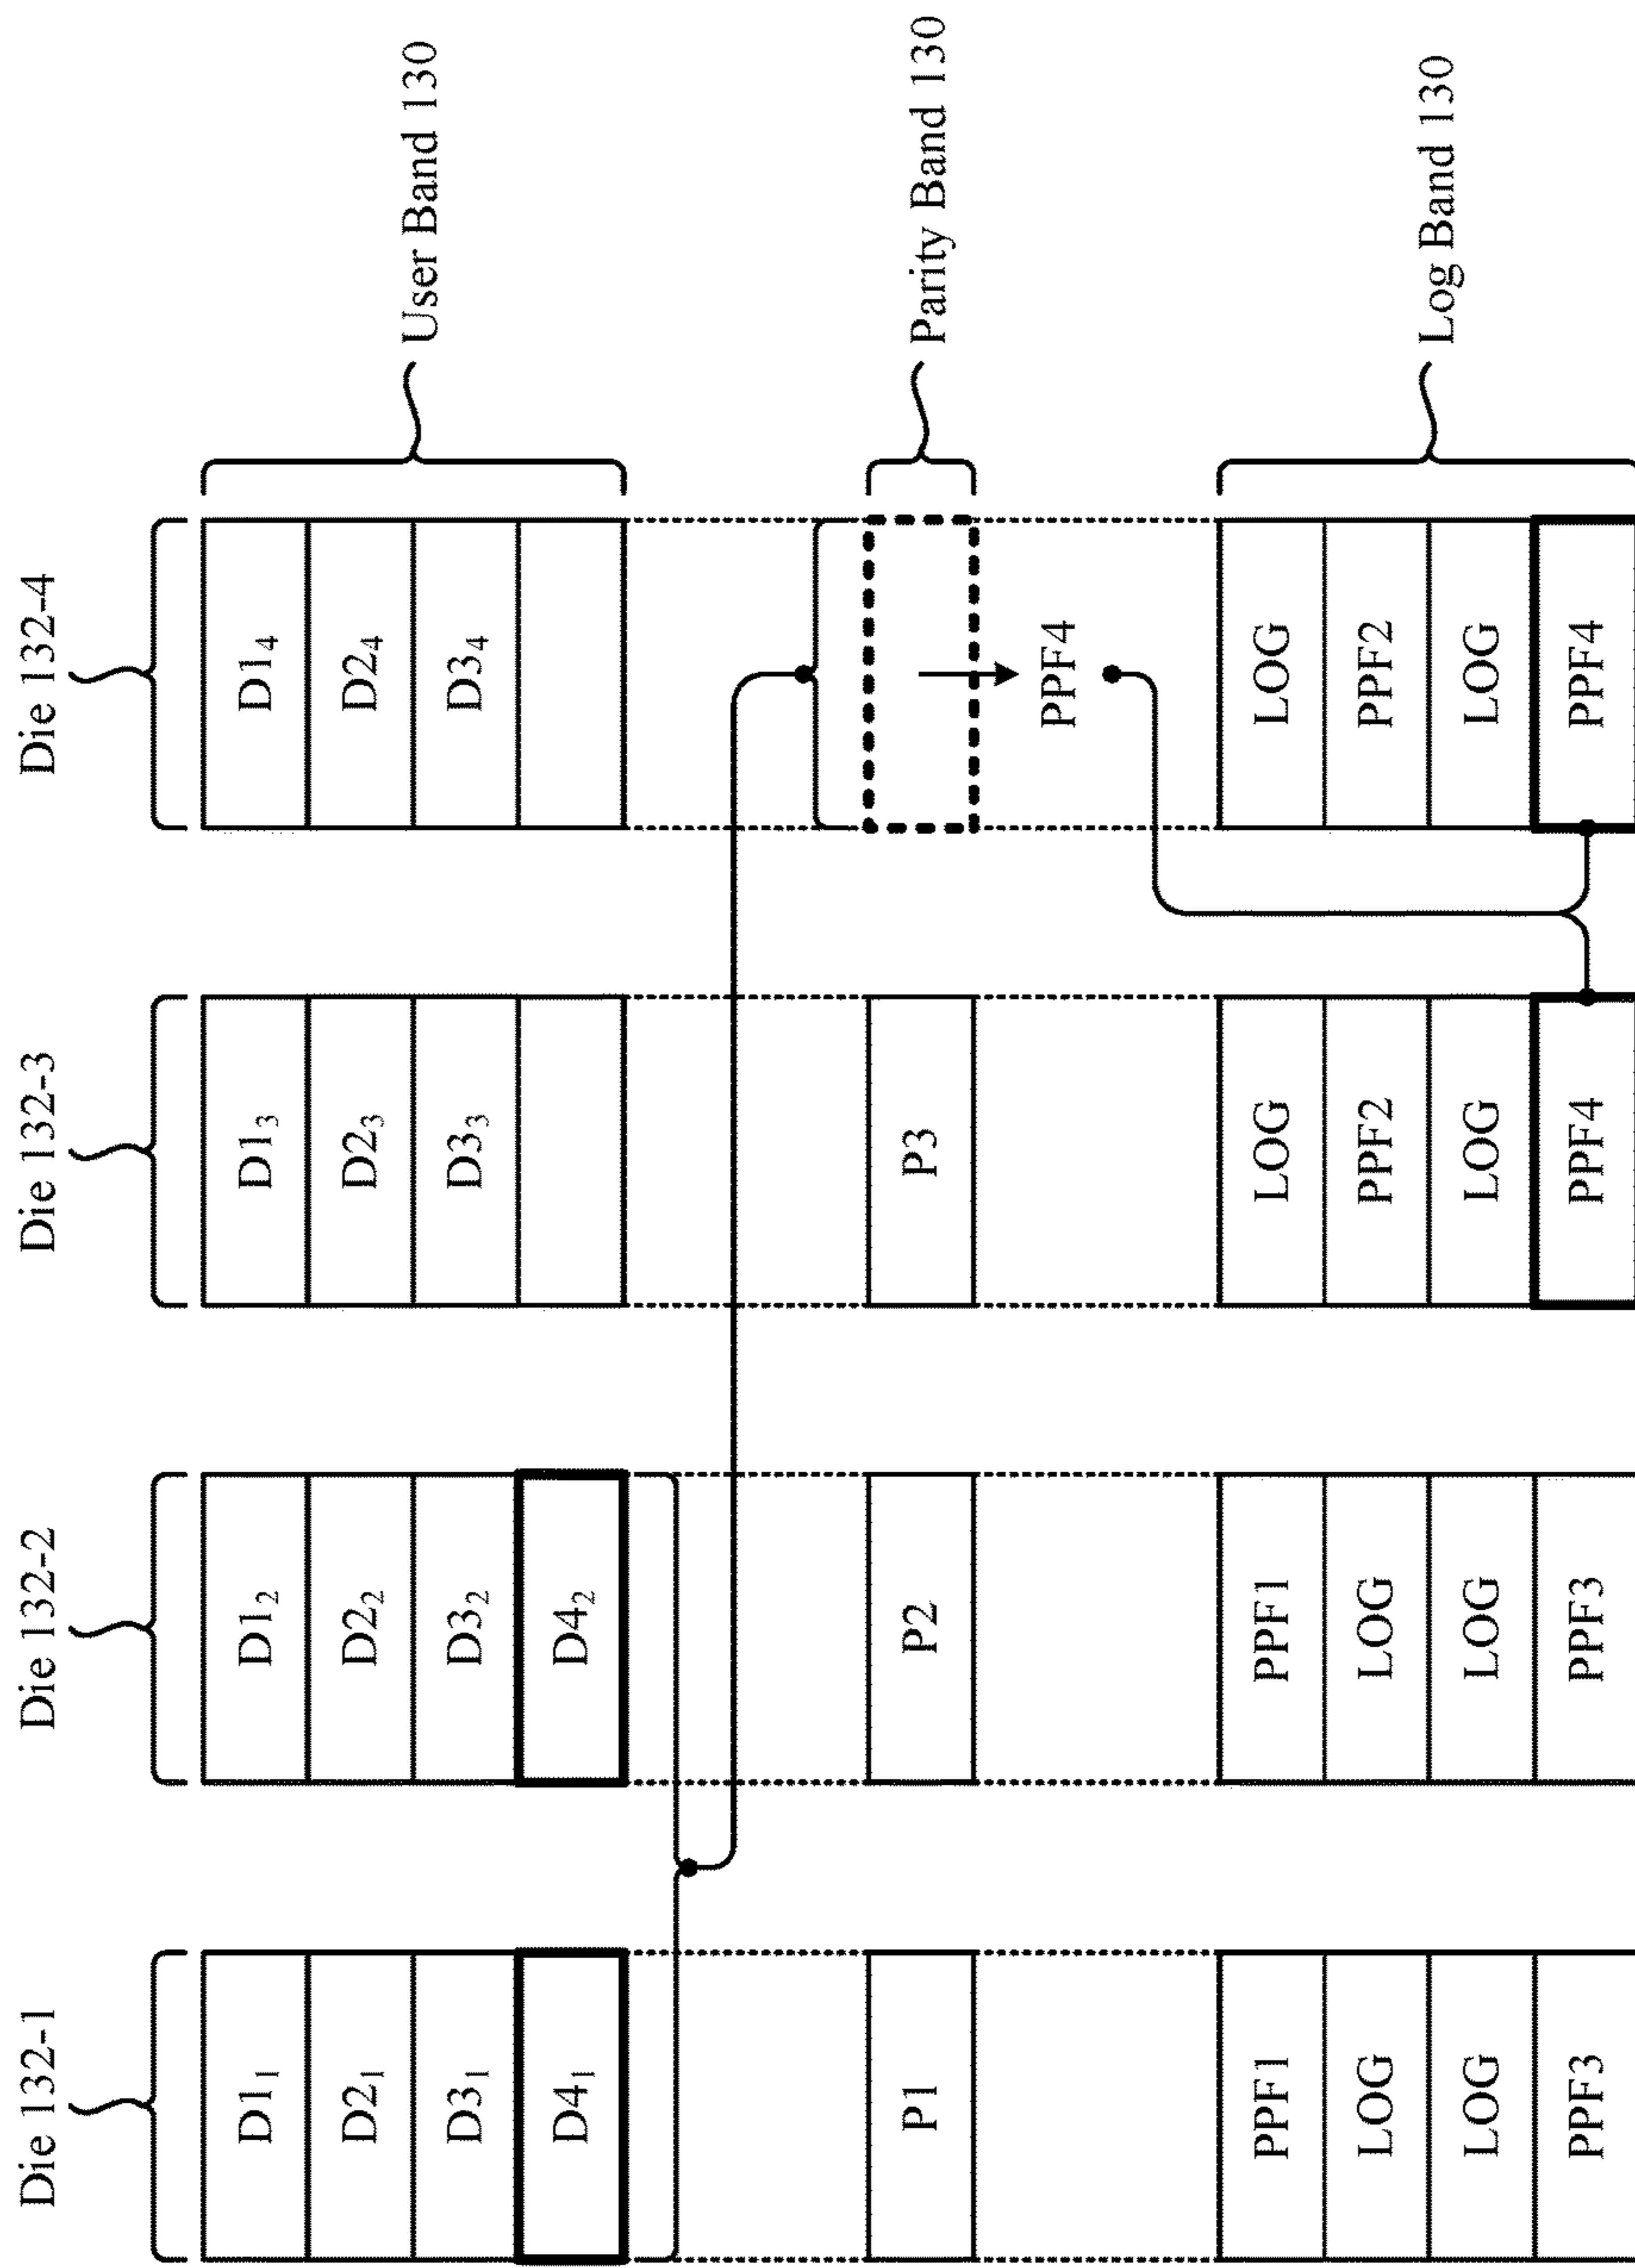 Die 132-1 Die 132-2 Die 132-3 Die 132-4
D1₁ D1₂ D1₃ D1₄
D2₁ D2₂ D2₃ D2₄
User Band 130
D3₁ D3₂ D3₃ D3₄
D4₁ D4₂
P1 P2 P3
Parity Band 130
PPF4
PPF1 PPF1 LOG LOG
LOG LOG PPF2 PPF2
Log Band 130
LOG LOG LOG LOG
PPF3 PPF3 PPF4 PPF4